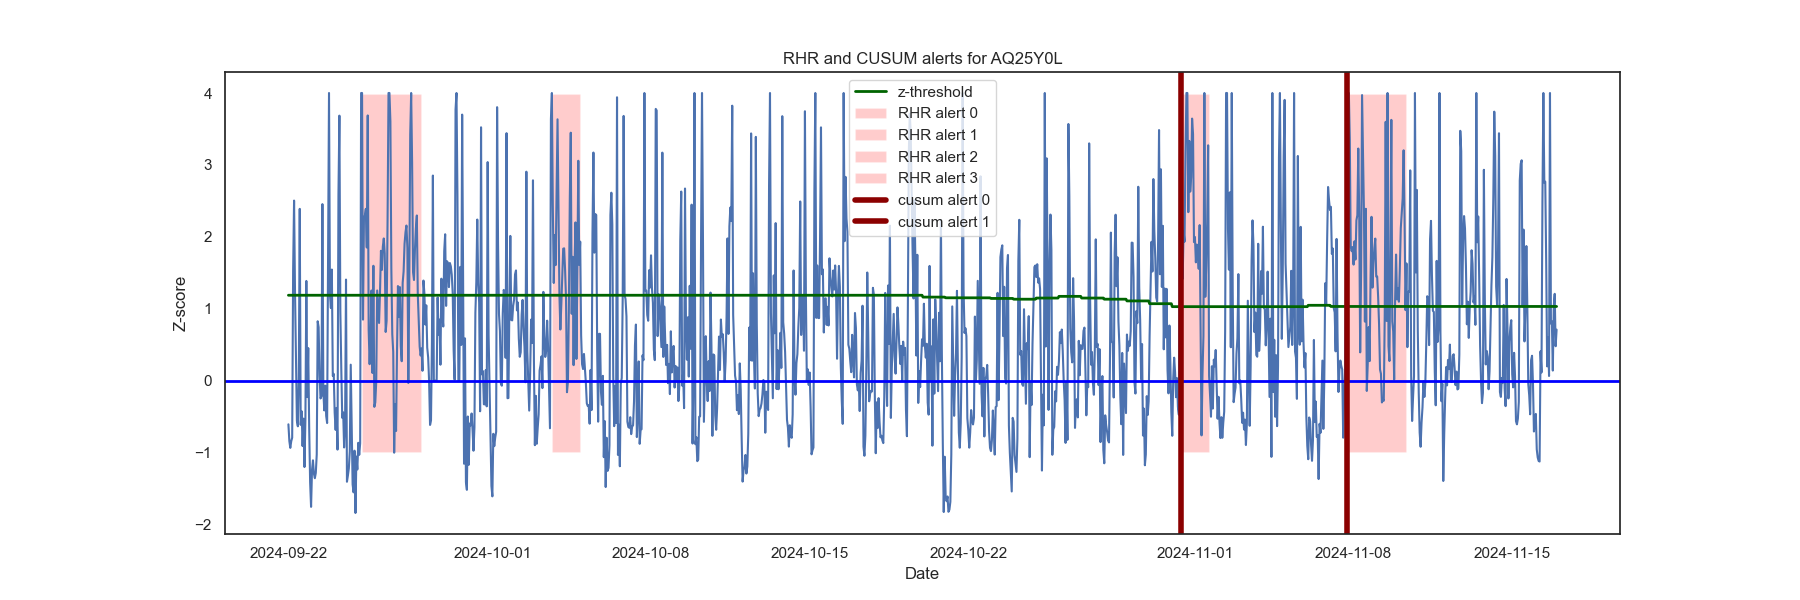 RHR and CUSUM alerts for AQ25Y0L
z-threshold
RHR alert 0
RHR alert 1
RHR alert 2
RHR alert 3
cusum alert 0
cusum alert 1
Z-score
4
3
2
1
0
−1
−2
2024-09-22 2024-10-01 2024-10-08 2024-10-15 2024-10-22 2024-11-01 2024-11-08 2024-11-15
Date